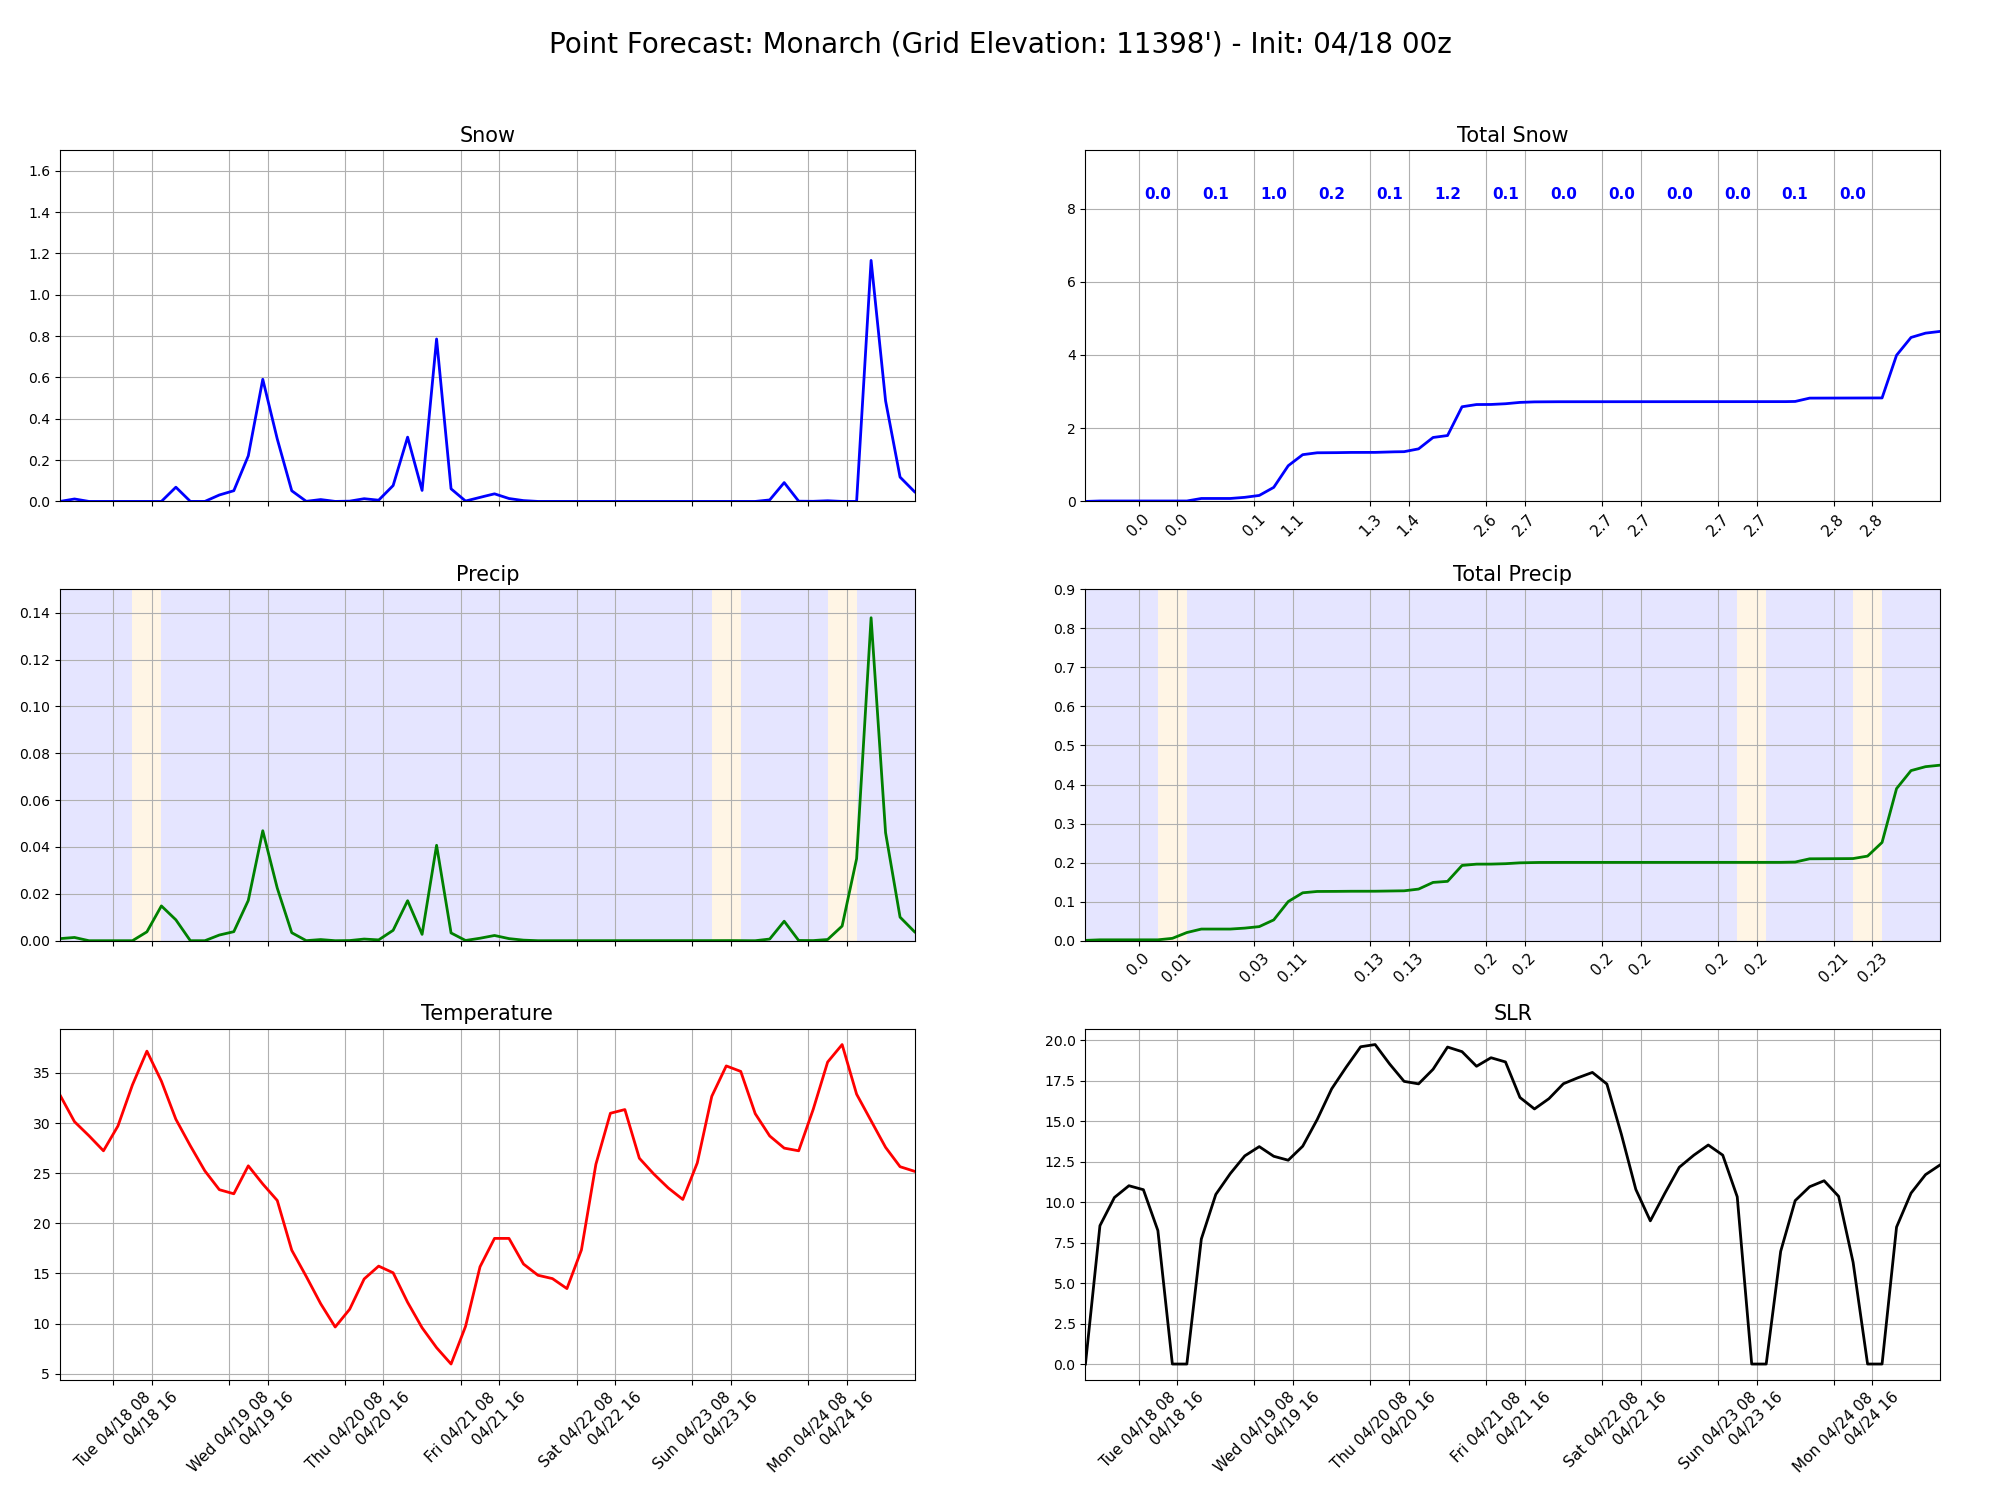 Point Forecast: Monarch (Grid Elevation: 11398') - Init: 04/18 00z
Snow
1.6
1.4
1.2
1.0
0.8
0.6
0.4
0.2
0.0
Total Snow
0.0 0.1 1.0 0.2 0.1 1.2 0.1 0.0 0.0 0.0 0.0 0.1 0.0
8
6
4
2
0
0.0 0.0 0.1 1.1 1.3 1.4 2.6 2.7 2.7 2.7 2.7 2.7 2.8 2.8
Precip
0.14
0.12
0.10
0.08
0.06
0.04
0.02
0.00
Total Precip
0.9
0.8
0.7
0.6
0.5
0.4
0.3
0.2
0.1
0.0
0.0 0.01 0.03 0.11 0.13 0.13 0.2 0.2 0.2 0.2 0.2 0.2 0.21 0.23
Temperature
35
30
25
20
15
10
5
Tue 04/18 08
04/18 16
Wed 04/19 08
04/19 16
Thu 04/20 08
04/20 16
Fri 04/21 08
04/21 16
Sat 04/22 08
04/22 16
Sun 04/23 08
04/23 16
Mon 04/24 08
04/24 16
SLR
20.0
17.5
15.0
12.5
10.0
7.5
5.0
2.5
0.0
Tue 04/18 08
04/18 16
Wed 04/19 08
04/19 16
Thu 04/20 08
04/20 16
Fri 04/21 08
04/21 16
Sat 04/22 08
04/22 16
Sun 04/23 08
04/23 16
Mon 04/24 08
04/24 16